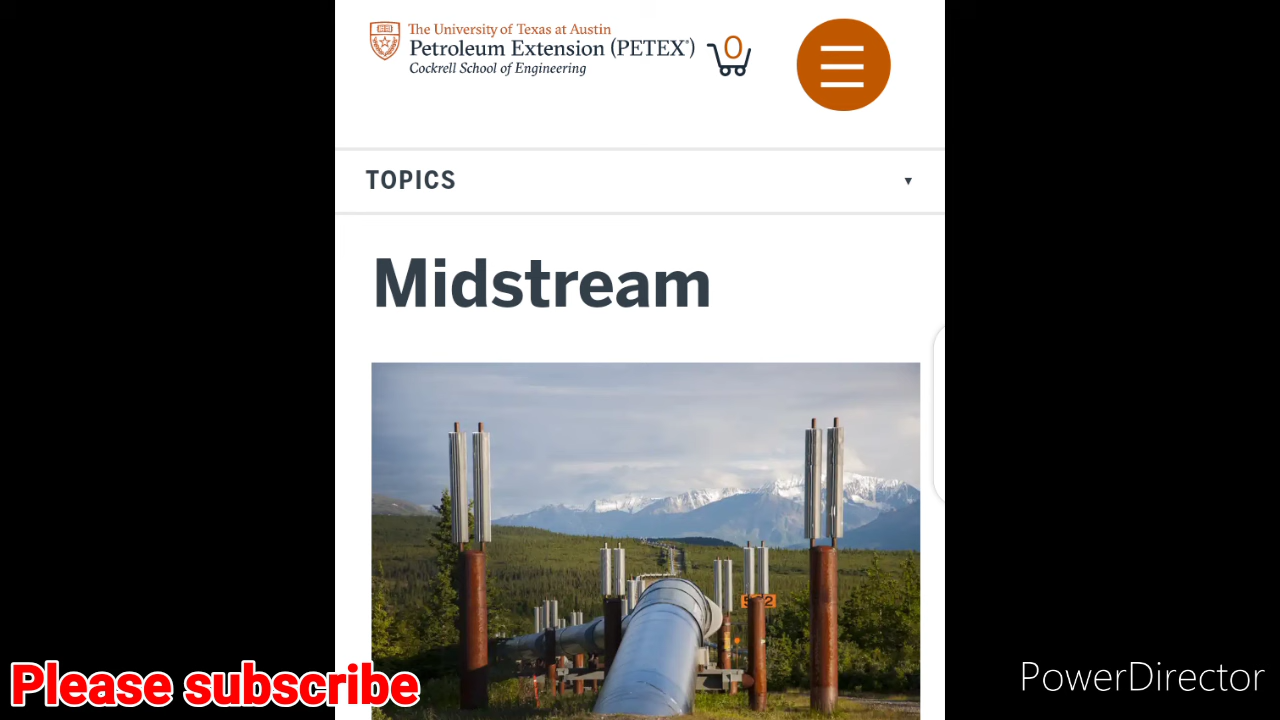 The University of Texas at Austin
Petroleum Extension (PETEX®)
Cockrell School of Engineering
0
TOPICS
Midstream
Please subscribe
PowerDirector